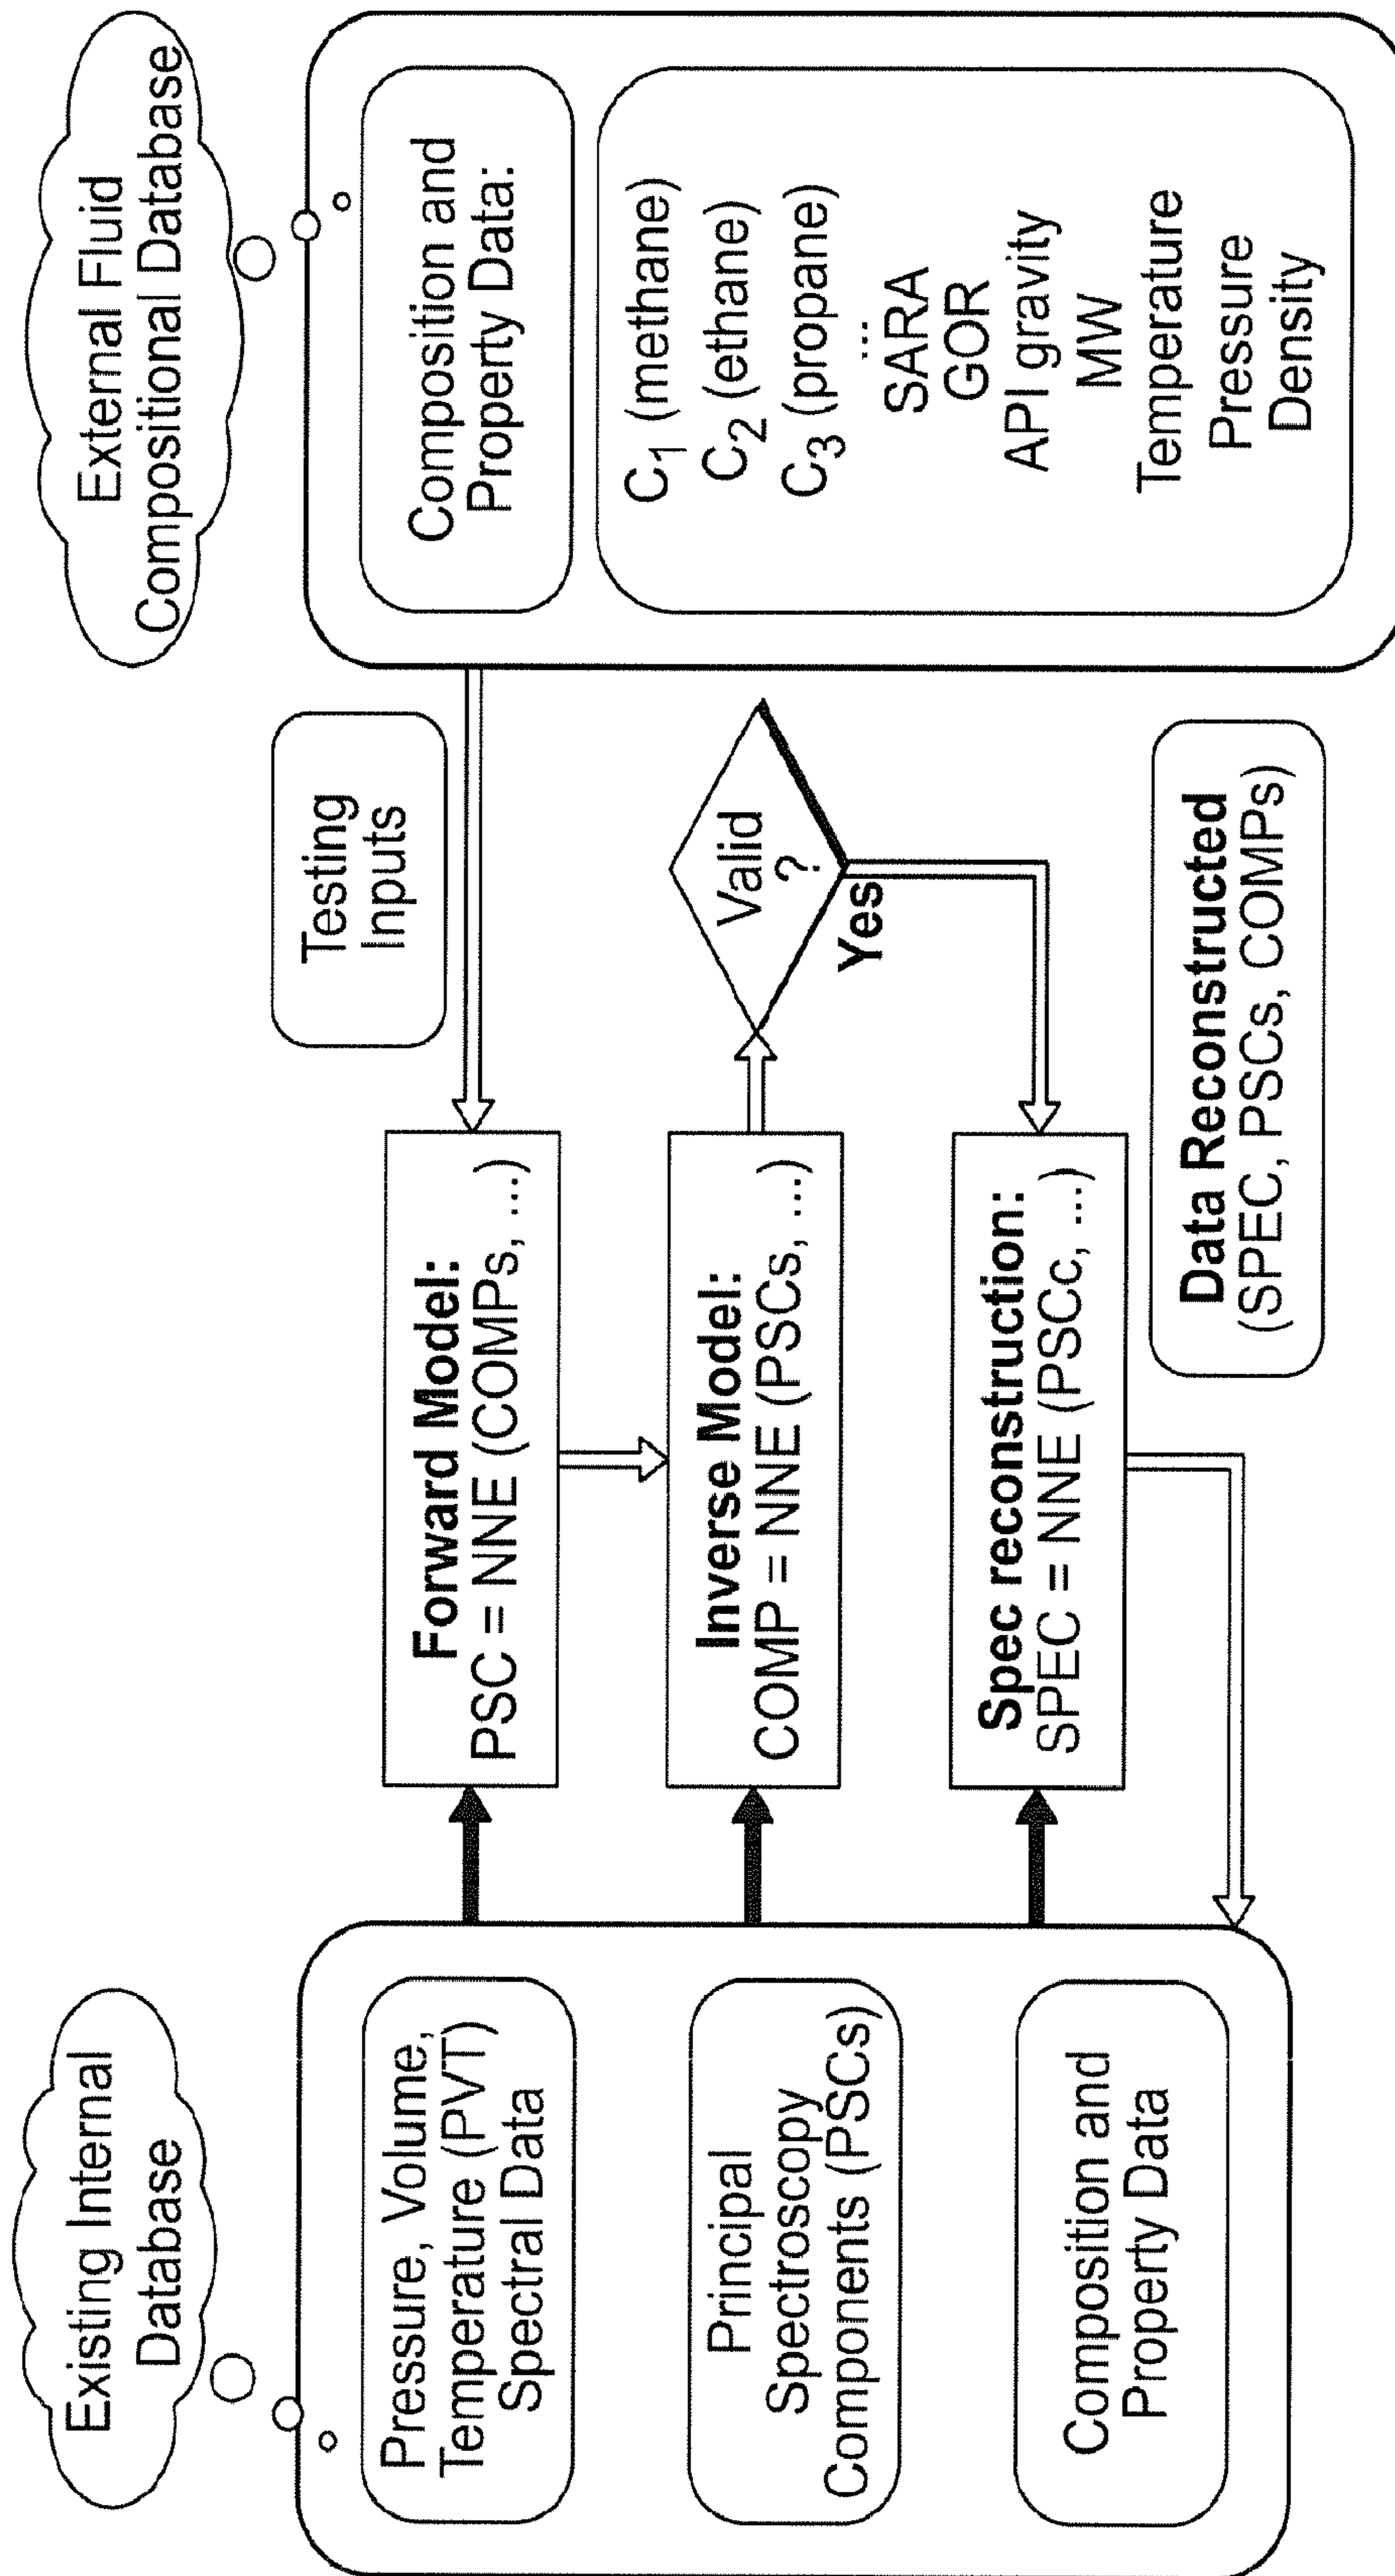 Existing Internal
Database
Pressure, Volume,
Temperature (PVT)
Spectral Data
Principal
Spectroscopy
Components (PSCs)
Composition and
Property Data
Forward Model:
PSC = NNE (COMPs, ...)
Inverse Model:
COMP = NNE (PSCs, ...)
Spec reconstruction:
SPEC = NNE (PSCc, ...)
Testing
Inputs
Valid
?
Yes
Data Reconstructed
(SPEC, PSCs, COMPs)
External Fluid
Compositional Database
Composition and
Property Data:
C1 (methane)
C2 (ethane)
C3 (propane)
...
SARA
GOR
API gravity
MW
Temperature
Pressure
Density